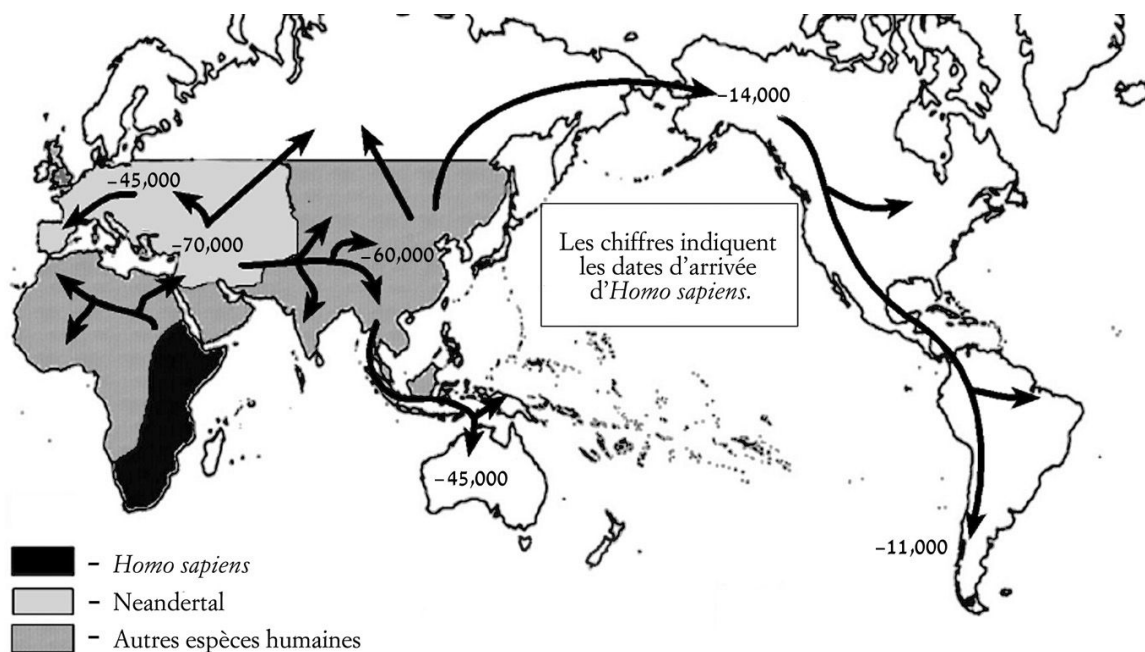 –14,000
–45,000
–70,000
–60,000
Les chiffres indiquent
les dates d’arrivée
d’Homo sapiens.
–45,000
–11,000
– Homo sapiens
– Neandertal
– Autres espèces humaines